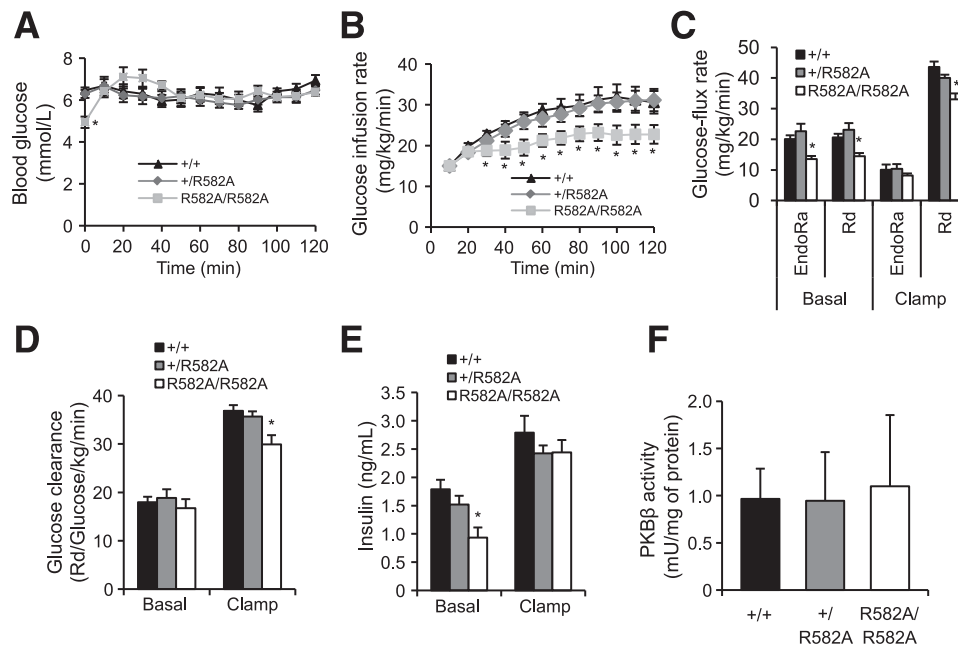 A
Blood glucose
(mmol/L)
8
6
4
2
0
*
+/+
+/R582A
R582A/R582A
0 20 40 60 80 100 120
Time (min)
B
Glucose infusion rate
(mg/kg/min)
40
30
20
10
0
* * * * * * * * * *
+/+
+/R582A
R582A/R582A
0 20 40 60 80 100 120
Time (min)
C
Glucose-flux rate
(mg/kg/min)
+/+
+/R582A
R582A/R582A
50
40
30
20
10
0
* * *
EndoRa
Rd
EndoRa
Rd
Basal Clamp
D
+/+
+/R582A
R582A/R582A
Glucose clearance
(Rd/Glucose/kg/min)
40
30
20
10
0
*
Basal Clamp
E
+/+
+/R582A
R582A/R582A
Insulin (ng/mL)
3.5
3.0
2.5
2.0
1.5
1.0
0.5
0.0
*
Basal Clamp
F
PKBβ activity
(mU/mg of protein)
2.0
1.5
1.0
0.5
0
+/+ +/ R582A/
R582A R582A